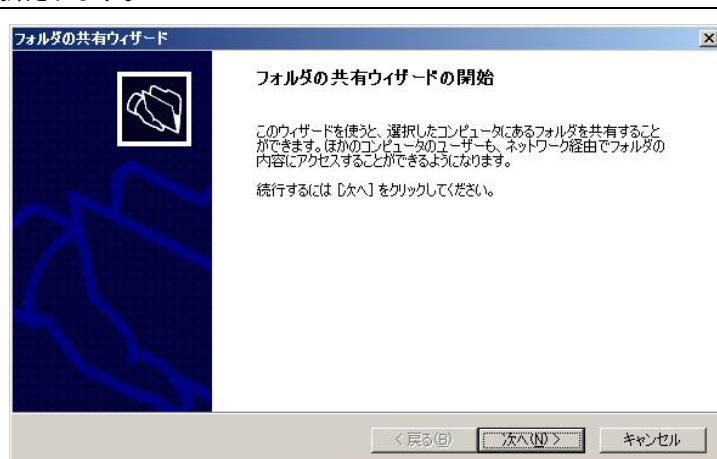 フォルダの共有ウィザード
フォルダの共有ウィザードの開始
このウィザードを使うと、選択したコンピュータにあるフォルダを共有すること
ができます。ほかのコンピュータのユーザーも、ネットワーク経由でフォルダの
内容にアクセスすることができるようになります。
続行するには [次へ] をクリックしてください。
< 戻る(B)
次へ(N) >
キャンセル